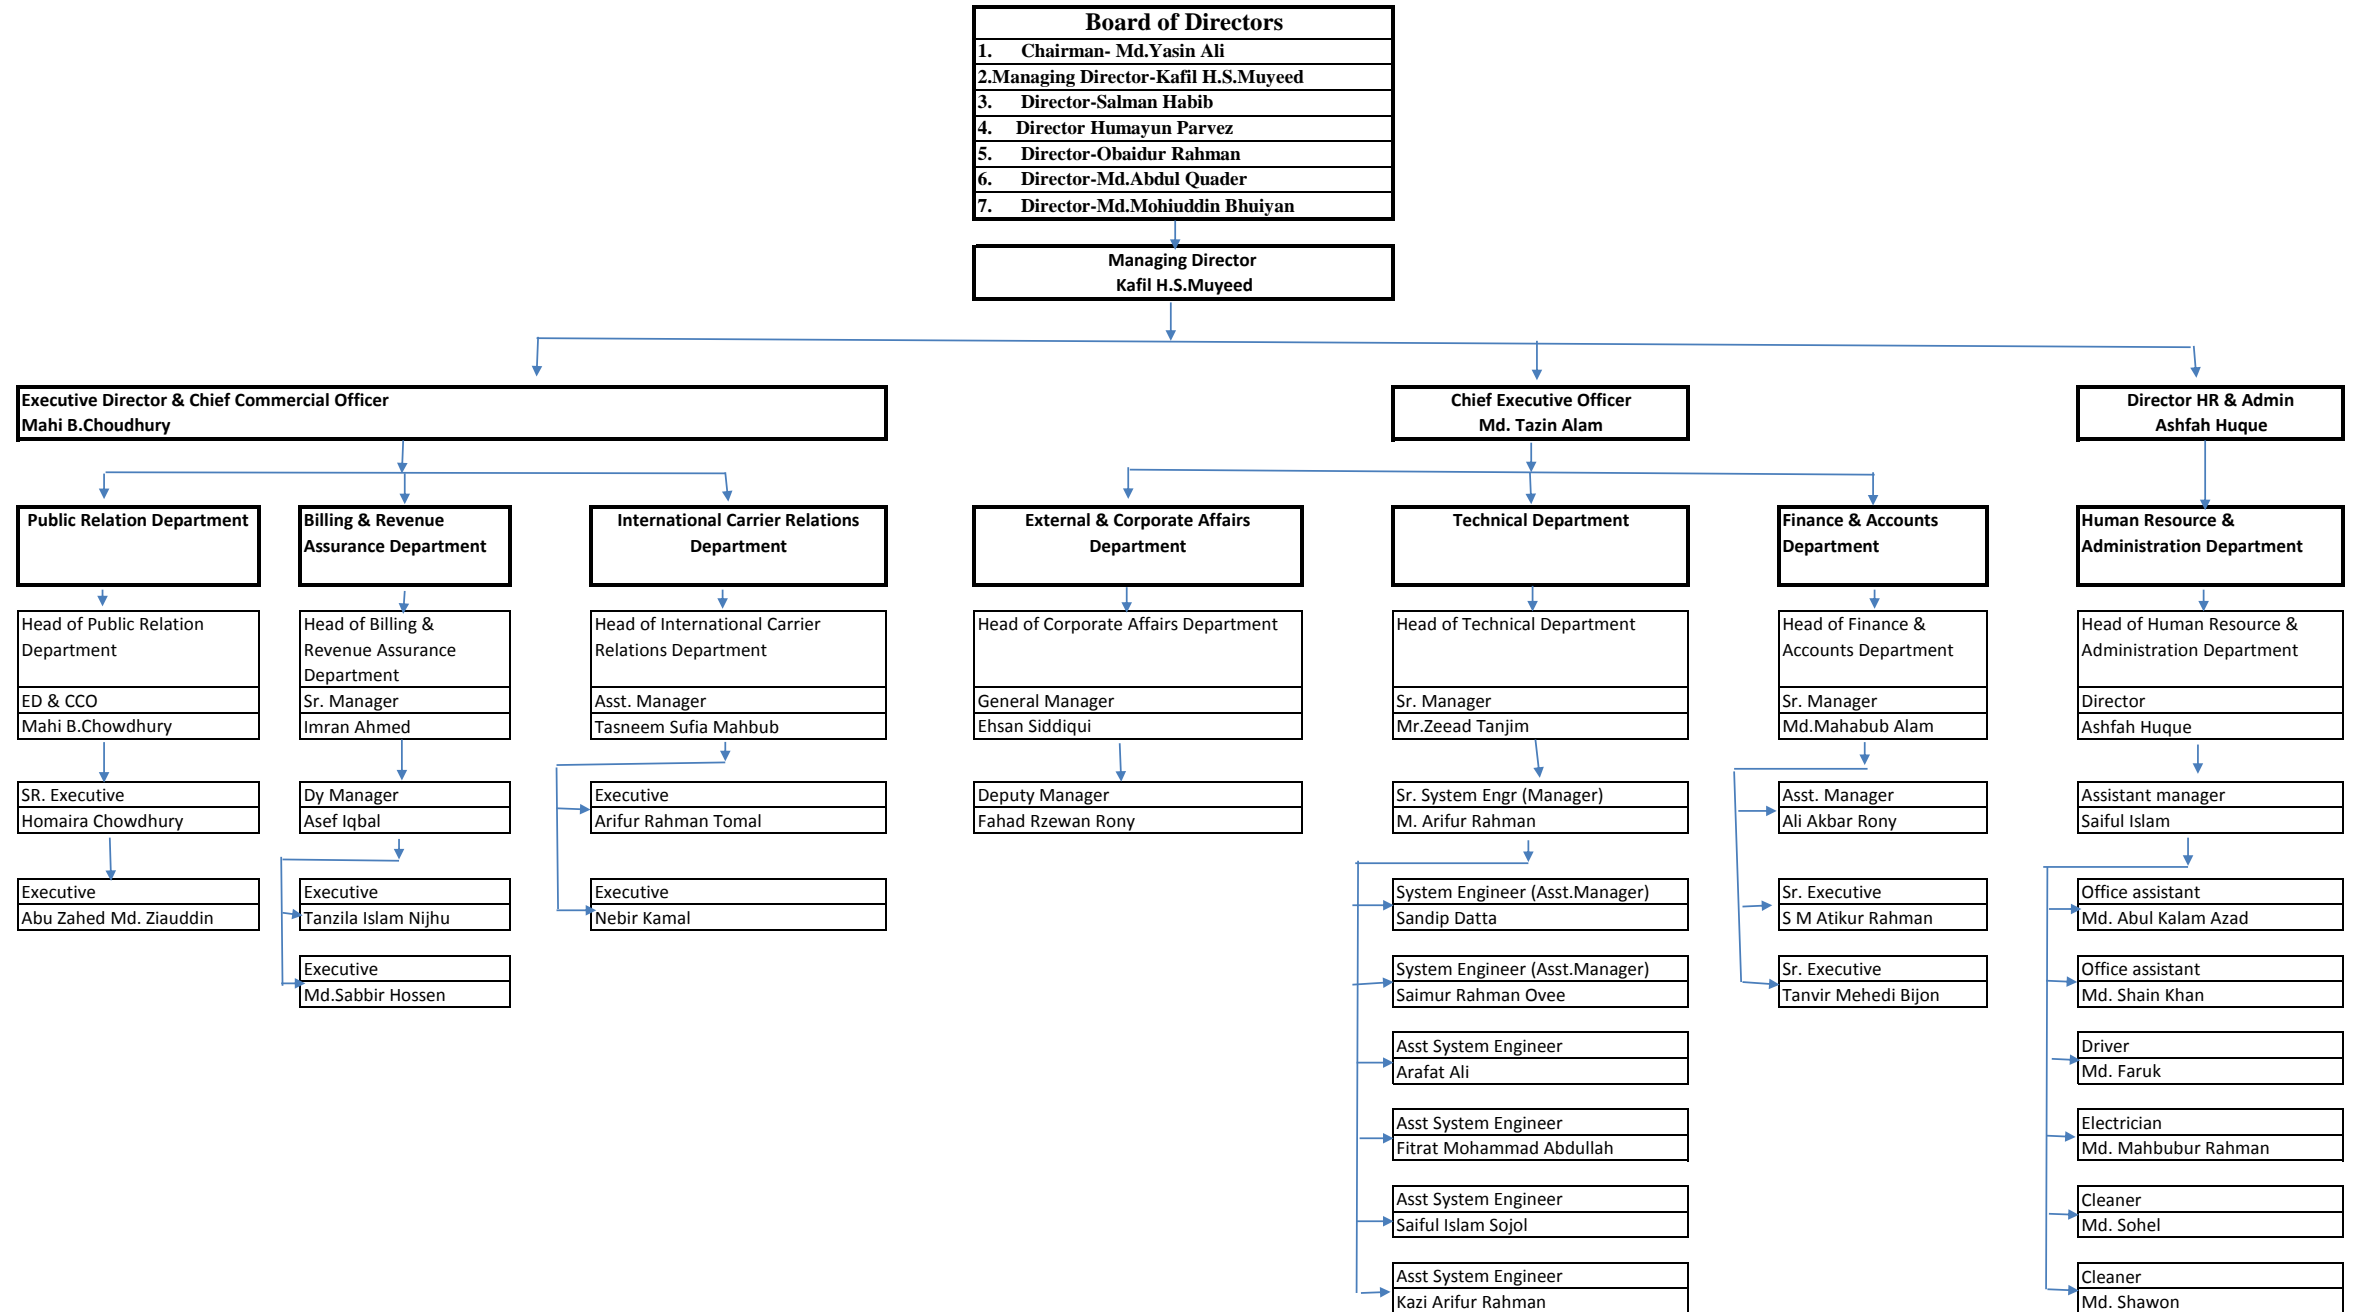 Board of Directors
1. Chairman- Md.Yasin Ali
2.Managing Director-Kafil H.S.Muyeed
3. Director-Salman Habib
4. Director Humayun Parvez
5. Director-Obaidur Rahman
6. Director-Md.Abdul Quader
7. Director-Md.Mohiuddin Bhuiyan
Managing Director
Kafil H.S.Muyeed
Executive Director & Chief Commercial Officer
Mahi B.Choudhury
Chief Executive Officer
Md. Tazin Alam
Director HR & Admin
Ashfah Huque
Public Relation Department
Billing & Revenue
Assurance Department
International Carrier Relations
Department
External & Corporate Affairs
Department
Technical Department
Finance & Accounts
Department
Human Resource &
Administration Department
Head of Public Relation
Department
ED & CCO
Mahi B.Chowdhury
Head of Billing &
Revenue Assurance
Department
Sr. Manager
Imran Ahmed
Head of International Carrier
Relations Department
Asst. Manager
Tasneem Sufia Mahbub
Head of Corporate Affairs Department
General Manager
Ehsan Siddiqui
Head of Technical Department
Sr. Manager
Mr.Zeead Tanjim
Head of Finance &
Accounts Department
Sr. Manager
Md.Mahabub Alam
Head of Human Resource &
Administration Department
Director
Ashfah Huque
SR. Executive
Homaira Chowdhury
Dy Manager
Asef Iqbal
Executive
Arifur Rahman Tomal
Deputy Manager
Fahad Rzewan Rony
Sr. System Engr (Manager)
M. Arifur Rahman
Asst. Manager
Ali Akbar Rony
Assistant manager
Saiful Islam
Executive
Abu Zahed Md. Ziauddin
Executive
Tanzila Islam Nijhu
Executive
Nebir Kamal
System Engineer (Asst.Manager)
Sandip Datta
Sr. Executive
S M Atikur Rahman
Office assistant
Md. Abul Kalam Azad
Executive
Md.Sabbir Hossen
System Engineer (Asst.Manager)
Saimur Rahman Ovee
Sr. Executive
Tanvir Mehedi Bijon
Office assistant
Md. Shain Khan
Asst System Engineer
Arafat Ali
Driver
Md. Faruk
Asst System Engineer
Fitrat Mohammad Abdullah
Electrician
Md. Mahbubur Rahman
Asst System Engineer
Saiful Islam Sojol
Cleaner
Md. Sohel
Asst System Engineer
Kazi Arifur Rahman
Cleaner
Md. Shawon